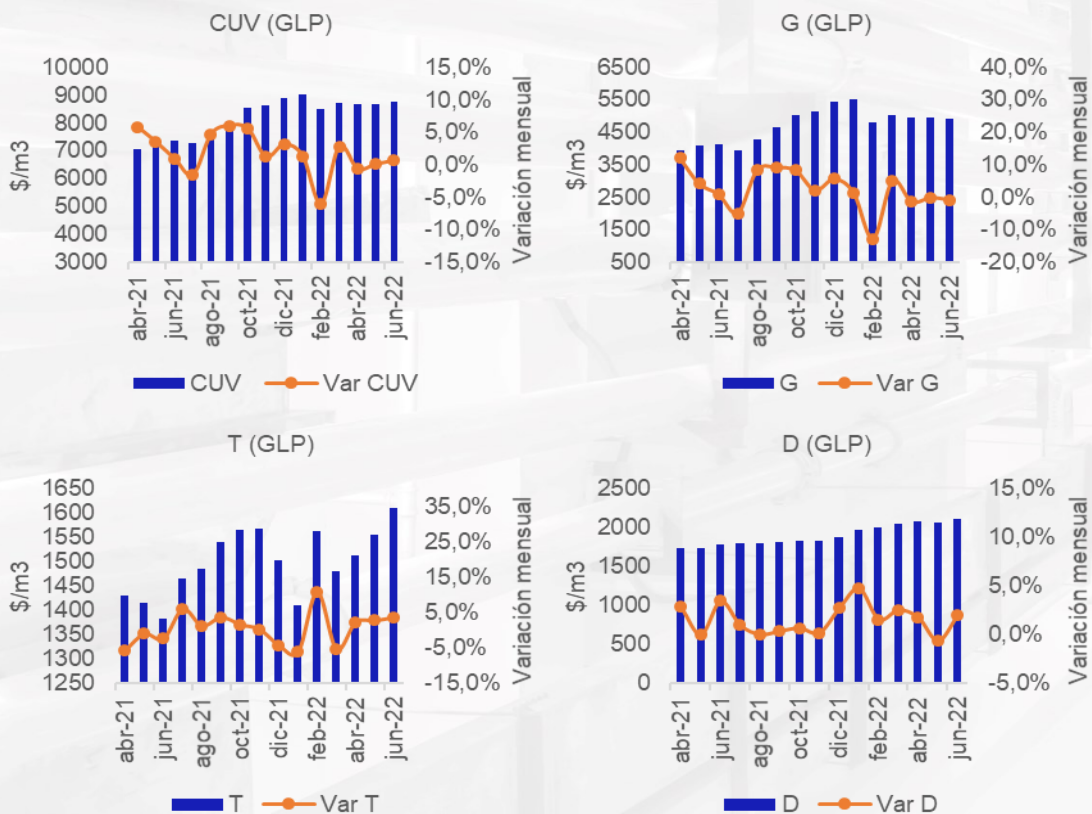 CUV (GLP)
10000
9000
8000
7000
6000
5000
4000
3000
$/m3
15,0%
10,0%
5,0%
0,0%
-5,0%
-10,0%
-15,0%
Variación mensual
abr-21
jun-21
ago-21
oct-21
dic-21
feb-22
abr-22
jun-22
CUV
Var CUV
G (GLP)
6500
5500
4500
3500
2500
1500
500
$/m3
40,0%
30,0%
20,0%
10,0%
0,0%
-10,0%
-20,0%
Variación mensual
abr-21
jun-21
ago-21
oct-21
dic-21
feb-22
abr-22
jun-22
G
Var G
T (GLP)
1650
1600
1550
1500
1450
1400
1350
1300
1250
$/m3
35,0%
25,0%
15,0%
5,0%
-5,0%
-15,0%
Variación mensual
abr-21
jun-21
ago-21
oct-21
dic-21
feb-22
abr-22
jun-22
T
Var T
D (GLP)
2500
2000
1500
1000
500
0
$/m3
15,0%
10,0%
5,0%
0,0%
-5,0%
Variación mensual
abr-21
jun-21
ago-21
oct-21
dic-21
feb-22
abr-22
jun-22
D
Var D